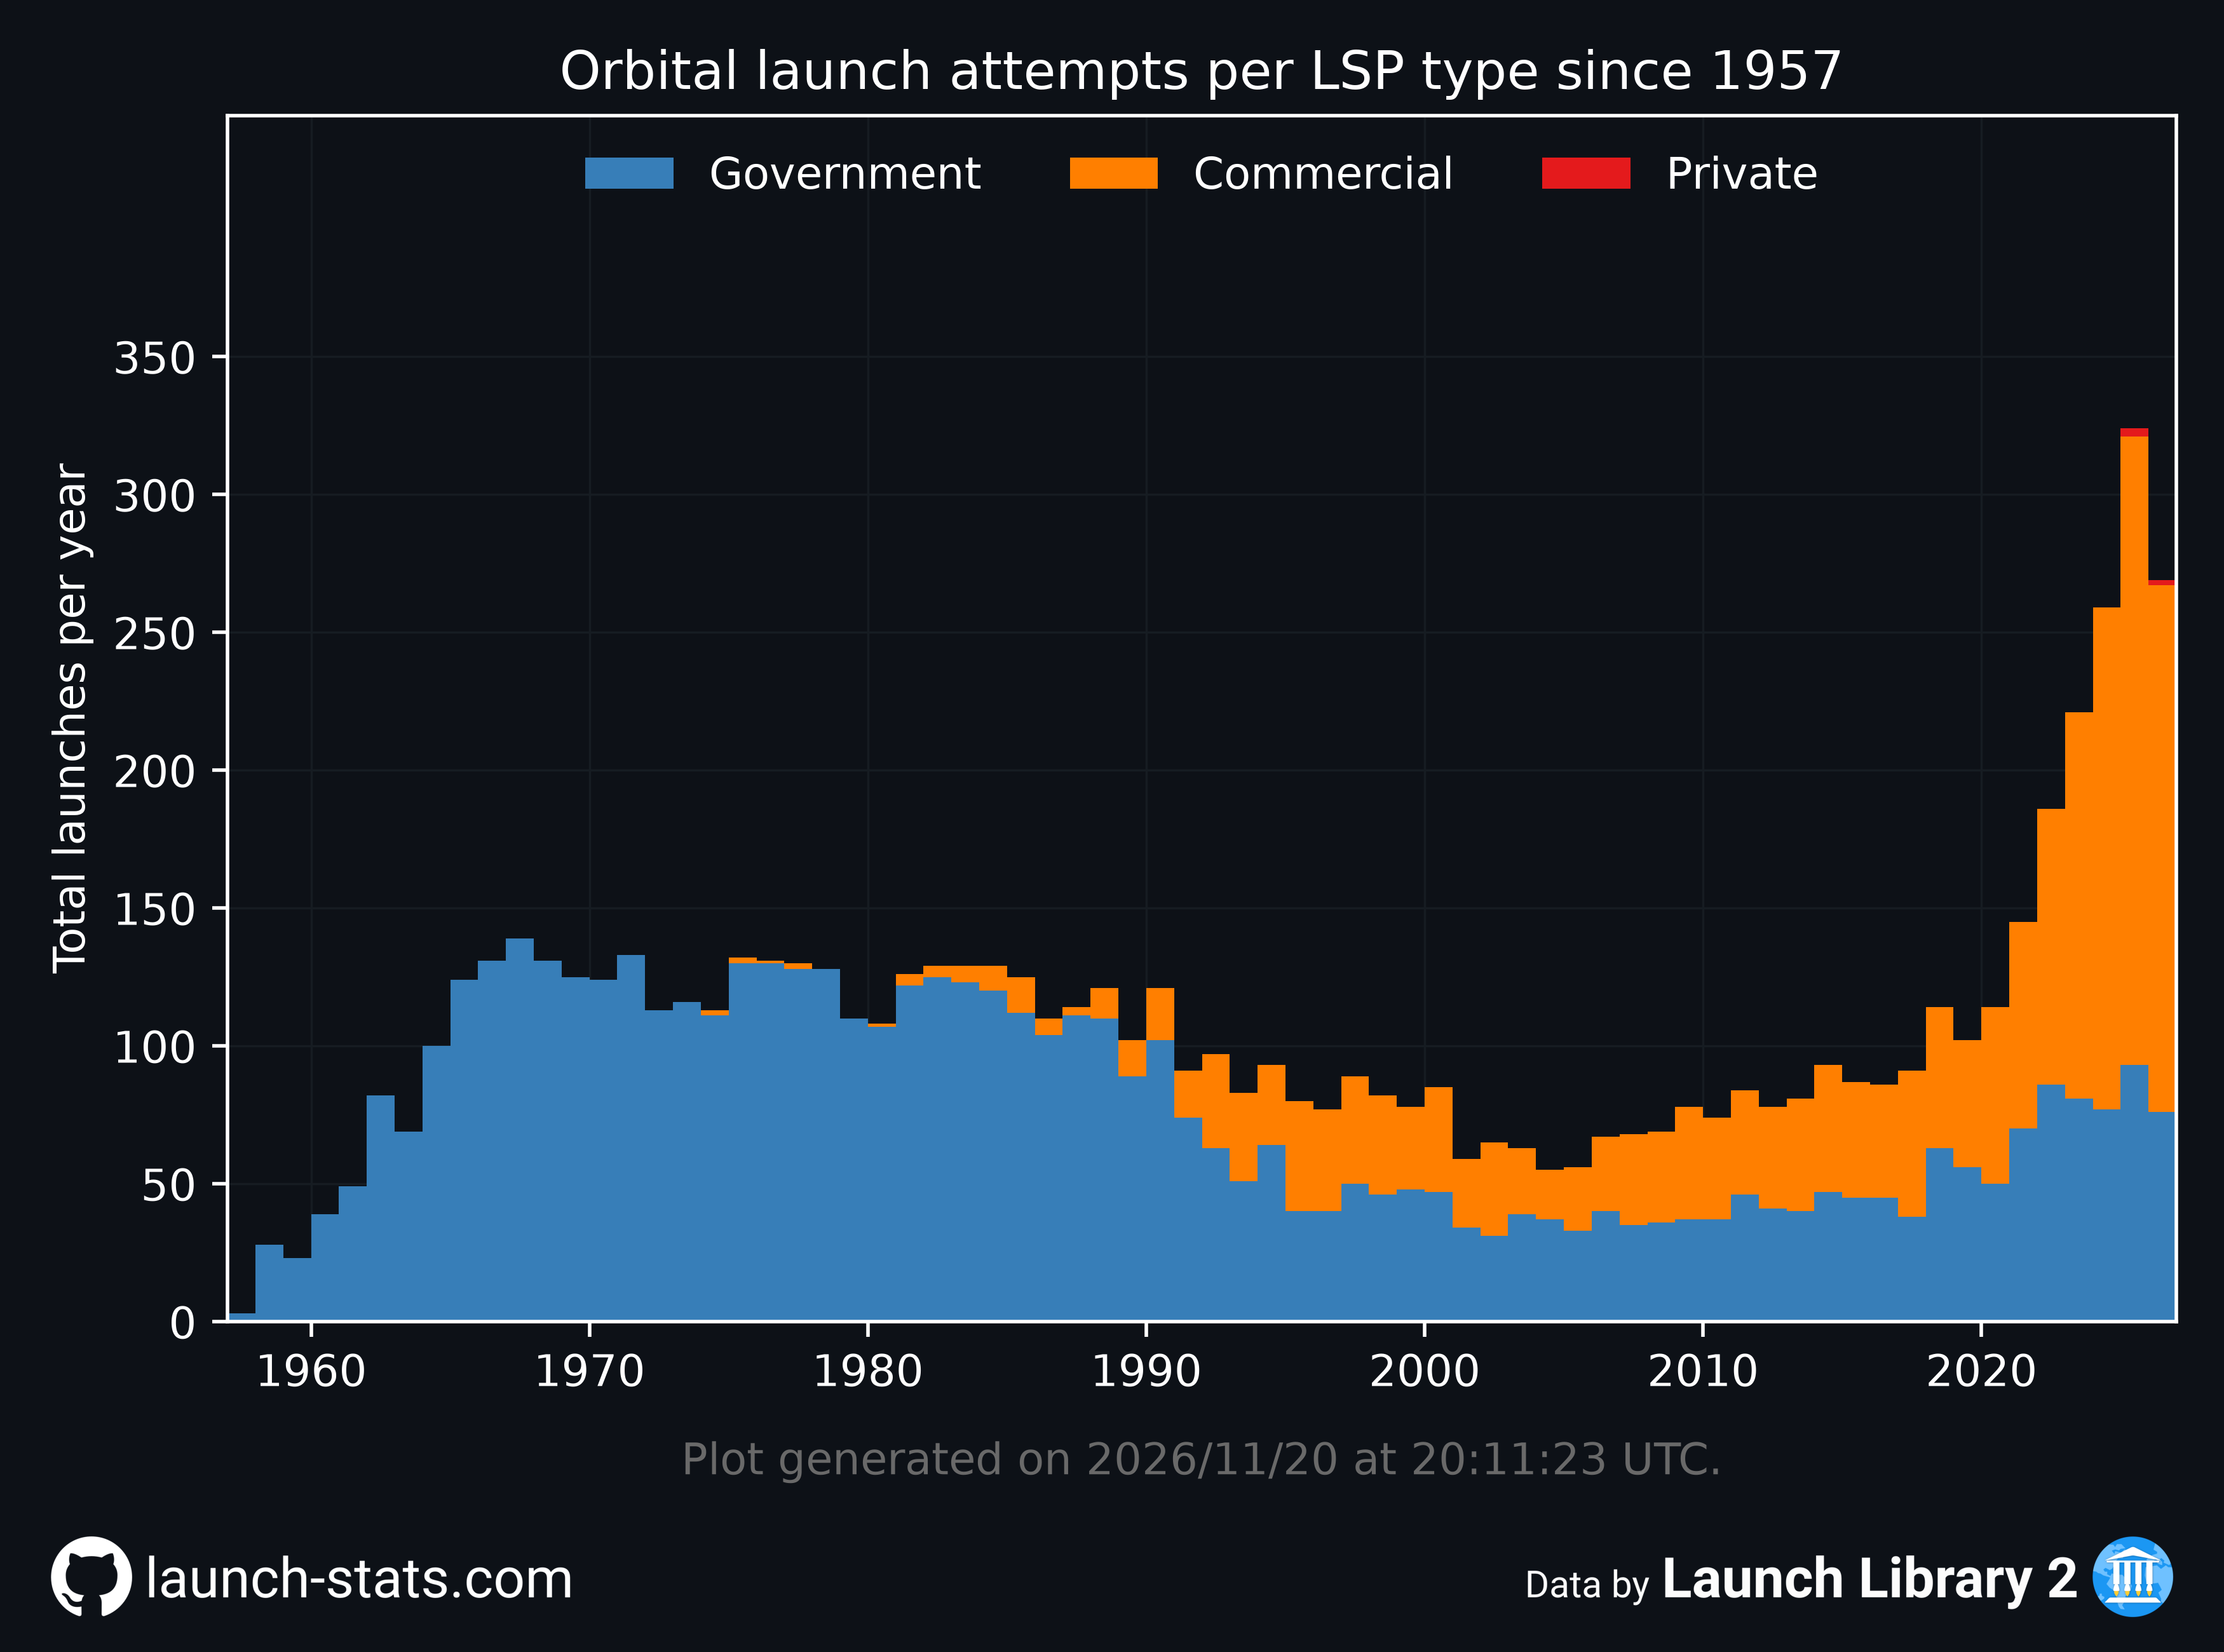 Orbital launch attempts per LSP type since 1957
Government Commercial Private
Total launches per year
350
300
250
200
150
100
50
0
1960 1970 1980 1990 2000 2010 2020
Plot generated on 2026/11/20 at 20:11:23 UTC.
launch-stats.com
Data by Launch Library 2